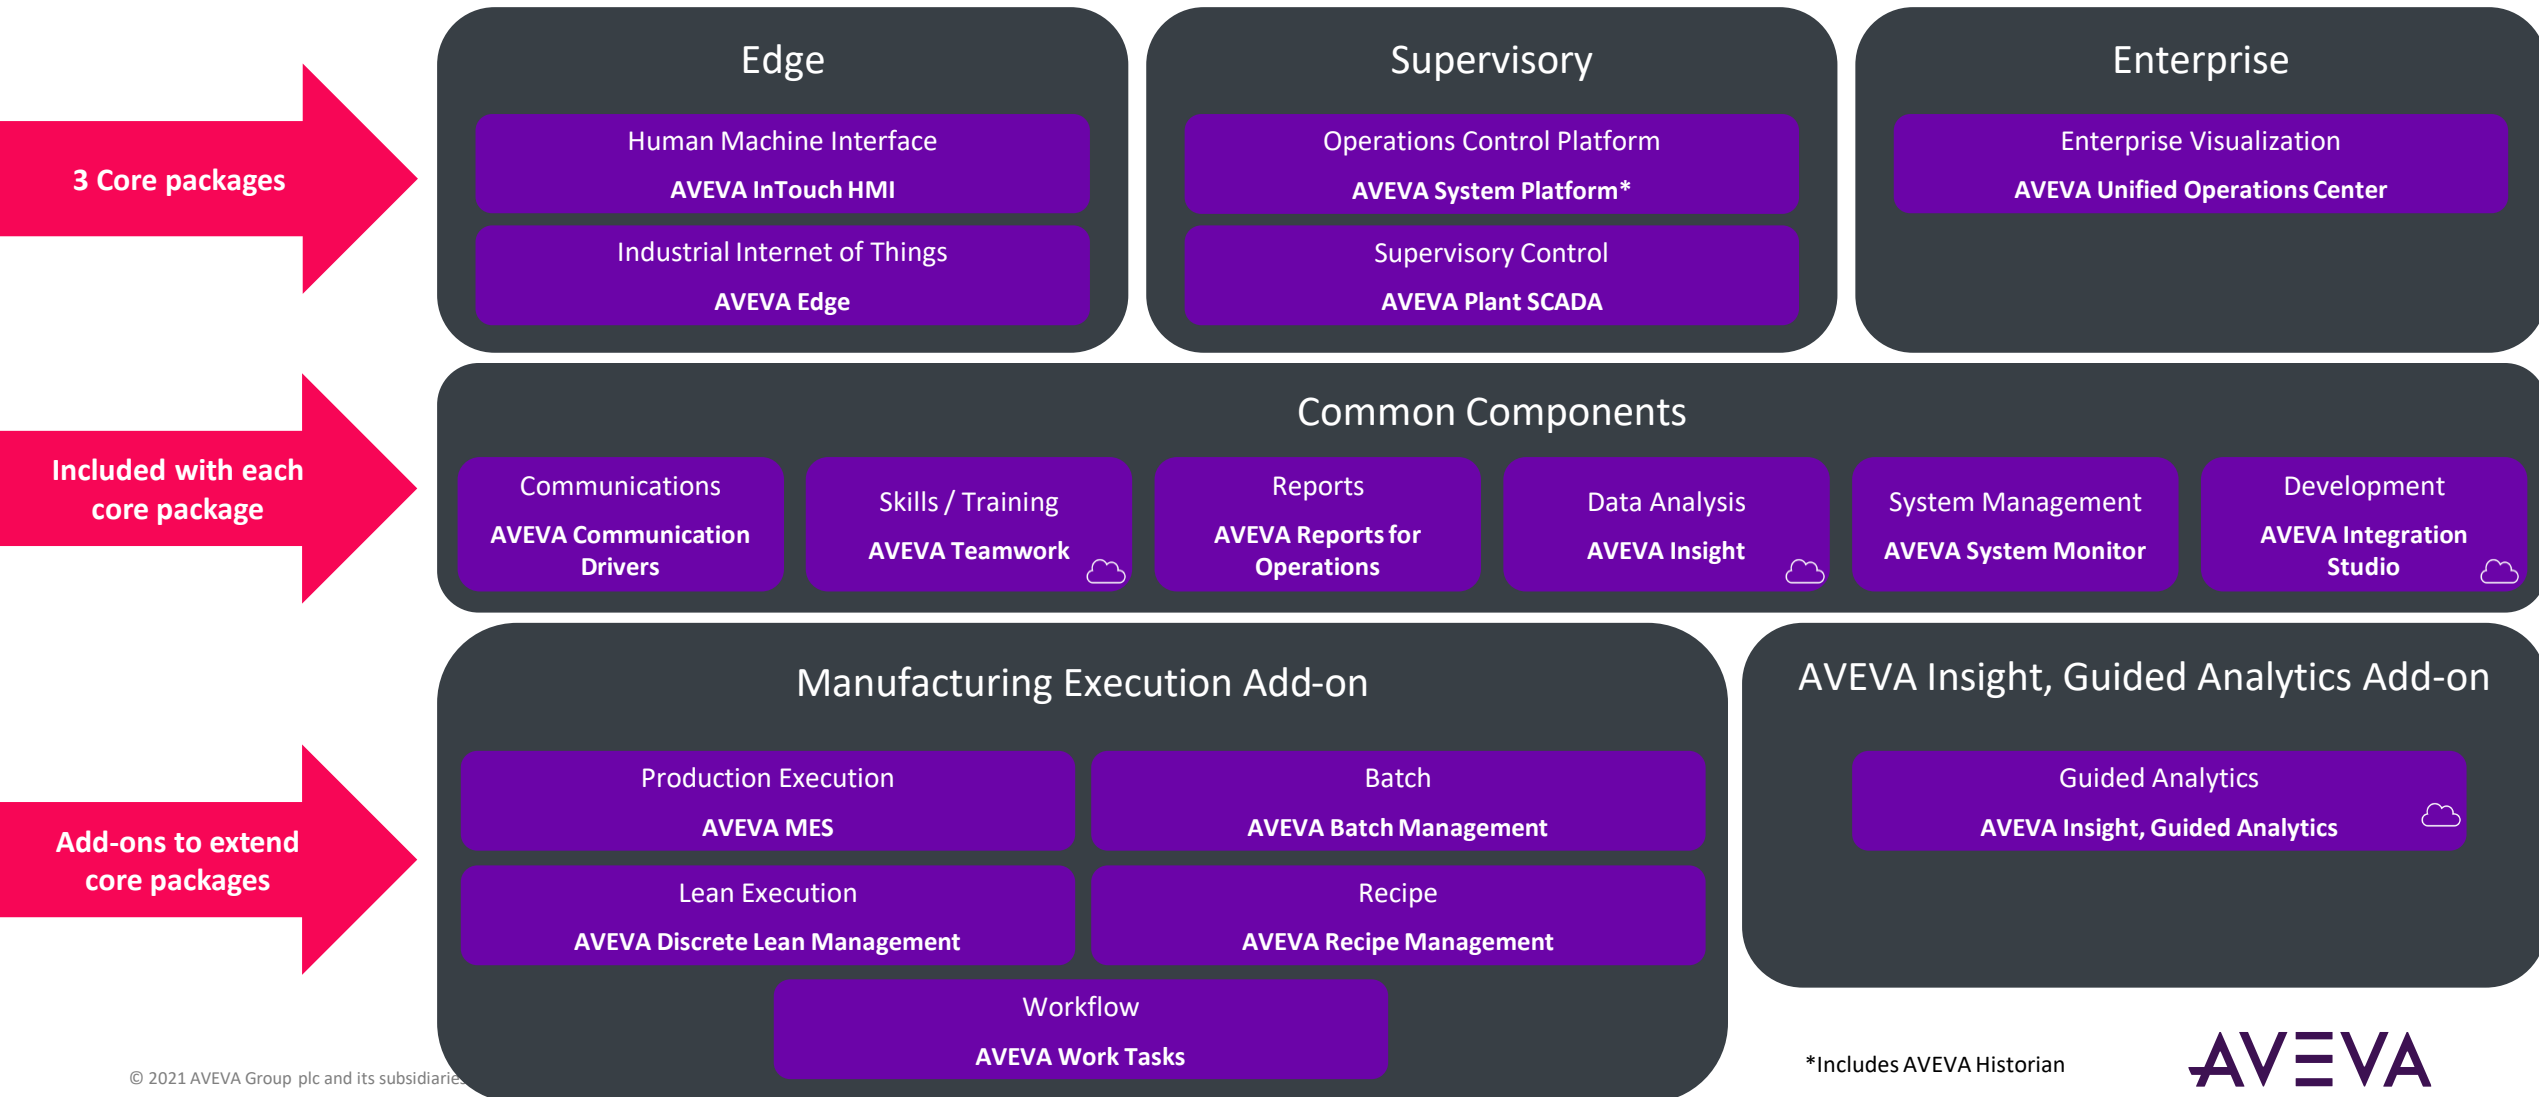 3 Core packages
Edge
Human Machine Interface
AVEVA InTouch HMI
Industrial Internet of Things
AVEVA Edge
Supervisory
Operations Control Platform
AVEVA System Platform*
Supervisory Control
AVEVA Plant SCADA
Enterprise
Enterprise Visualization
AVEVA Unified Operations Center
Included with each
core package
Common Components
Communications
AVEVA Communication
Drivers
Skills / Training
AVEVA Teamwork
Reports
AVEVA Reports for
Operations
Data Analysis
AVEVA Insight
System Management
AVEVA System Monitor
Development
AVEVA Integration
Studio
Add-ons to extend
core packages
Manufacturing Execution Add-on
Production Execution
AVEVA MES
Batch
AVEVA Batch Management
Lean Execution
AVEVA Discrete Lean Management
Recipe
AVEVA Recipe Management
Workflow
AVEVA Work Tasks
AVEVA Insight, Guided Analytics Add-on
Guided Analytics
AVEVA Insight, Guided Analytics
© 2021 AVEVA Group plc and its subsidiaries
*Includes AVEVA Historian
AVEVA